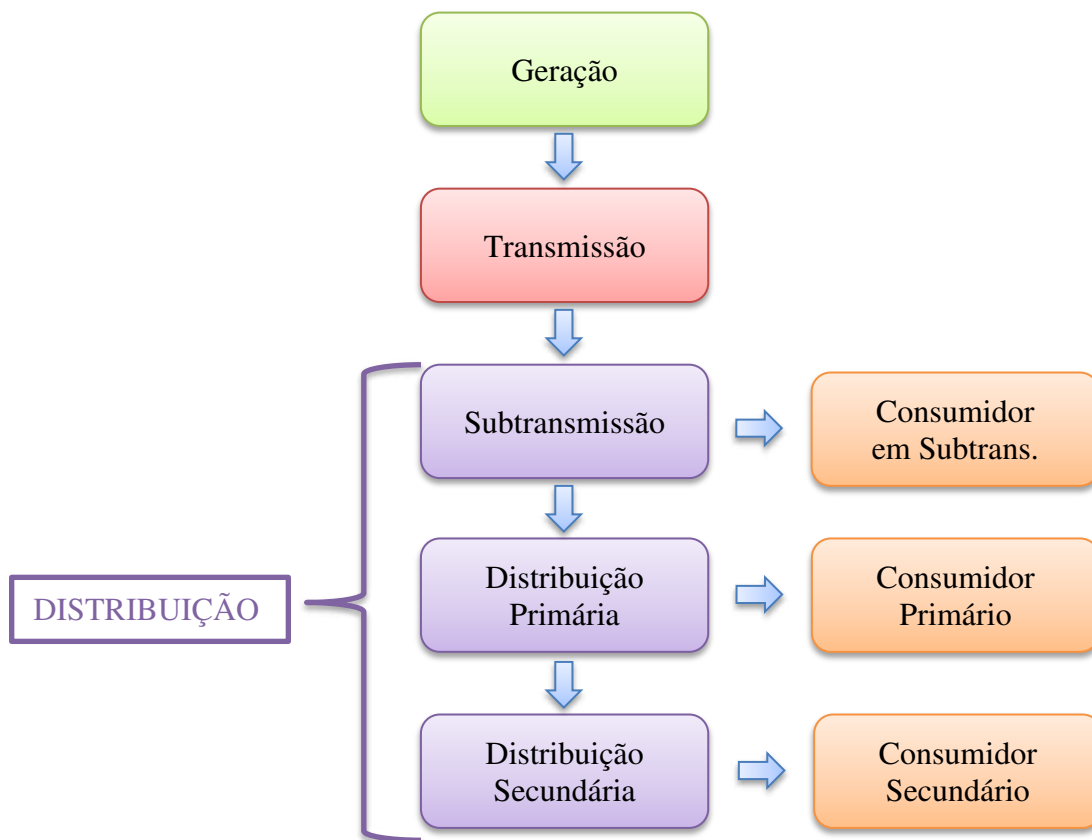 Geração
Transmissão
Subtransmissão
Consumidor
em Subtrans.
DISTRIBUIÇÃO
Distribuição
Primária
Consumidor
Primário
Distribuição
Secundária
Consumidor
Secundário